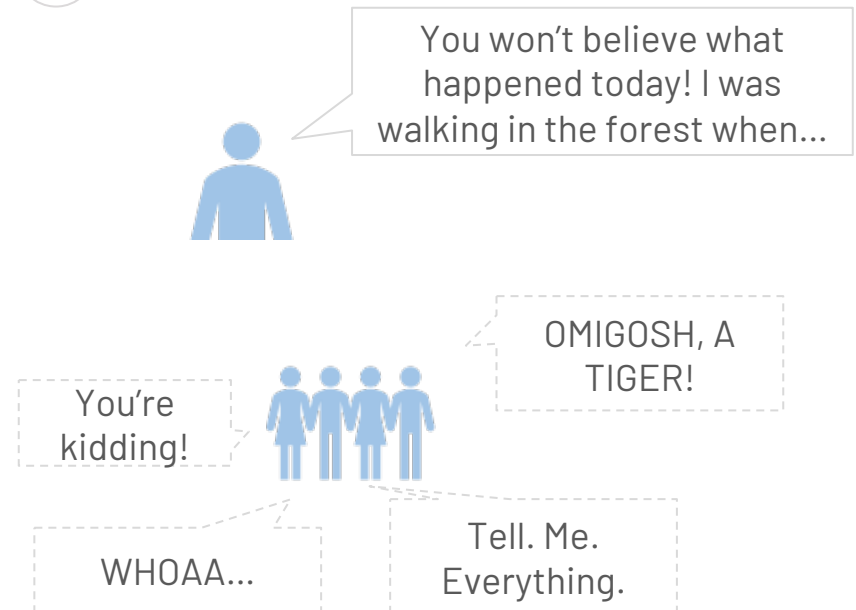 You won’t believe what
happened today! I was
walking in the forest when…
OMIGOSH, A
TIGER!
You’re
kidding!
WHOAA…
Tell. Me.
Everything.